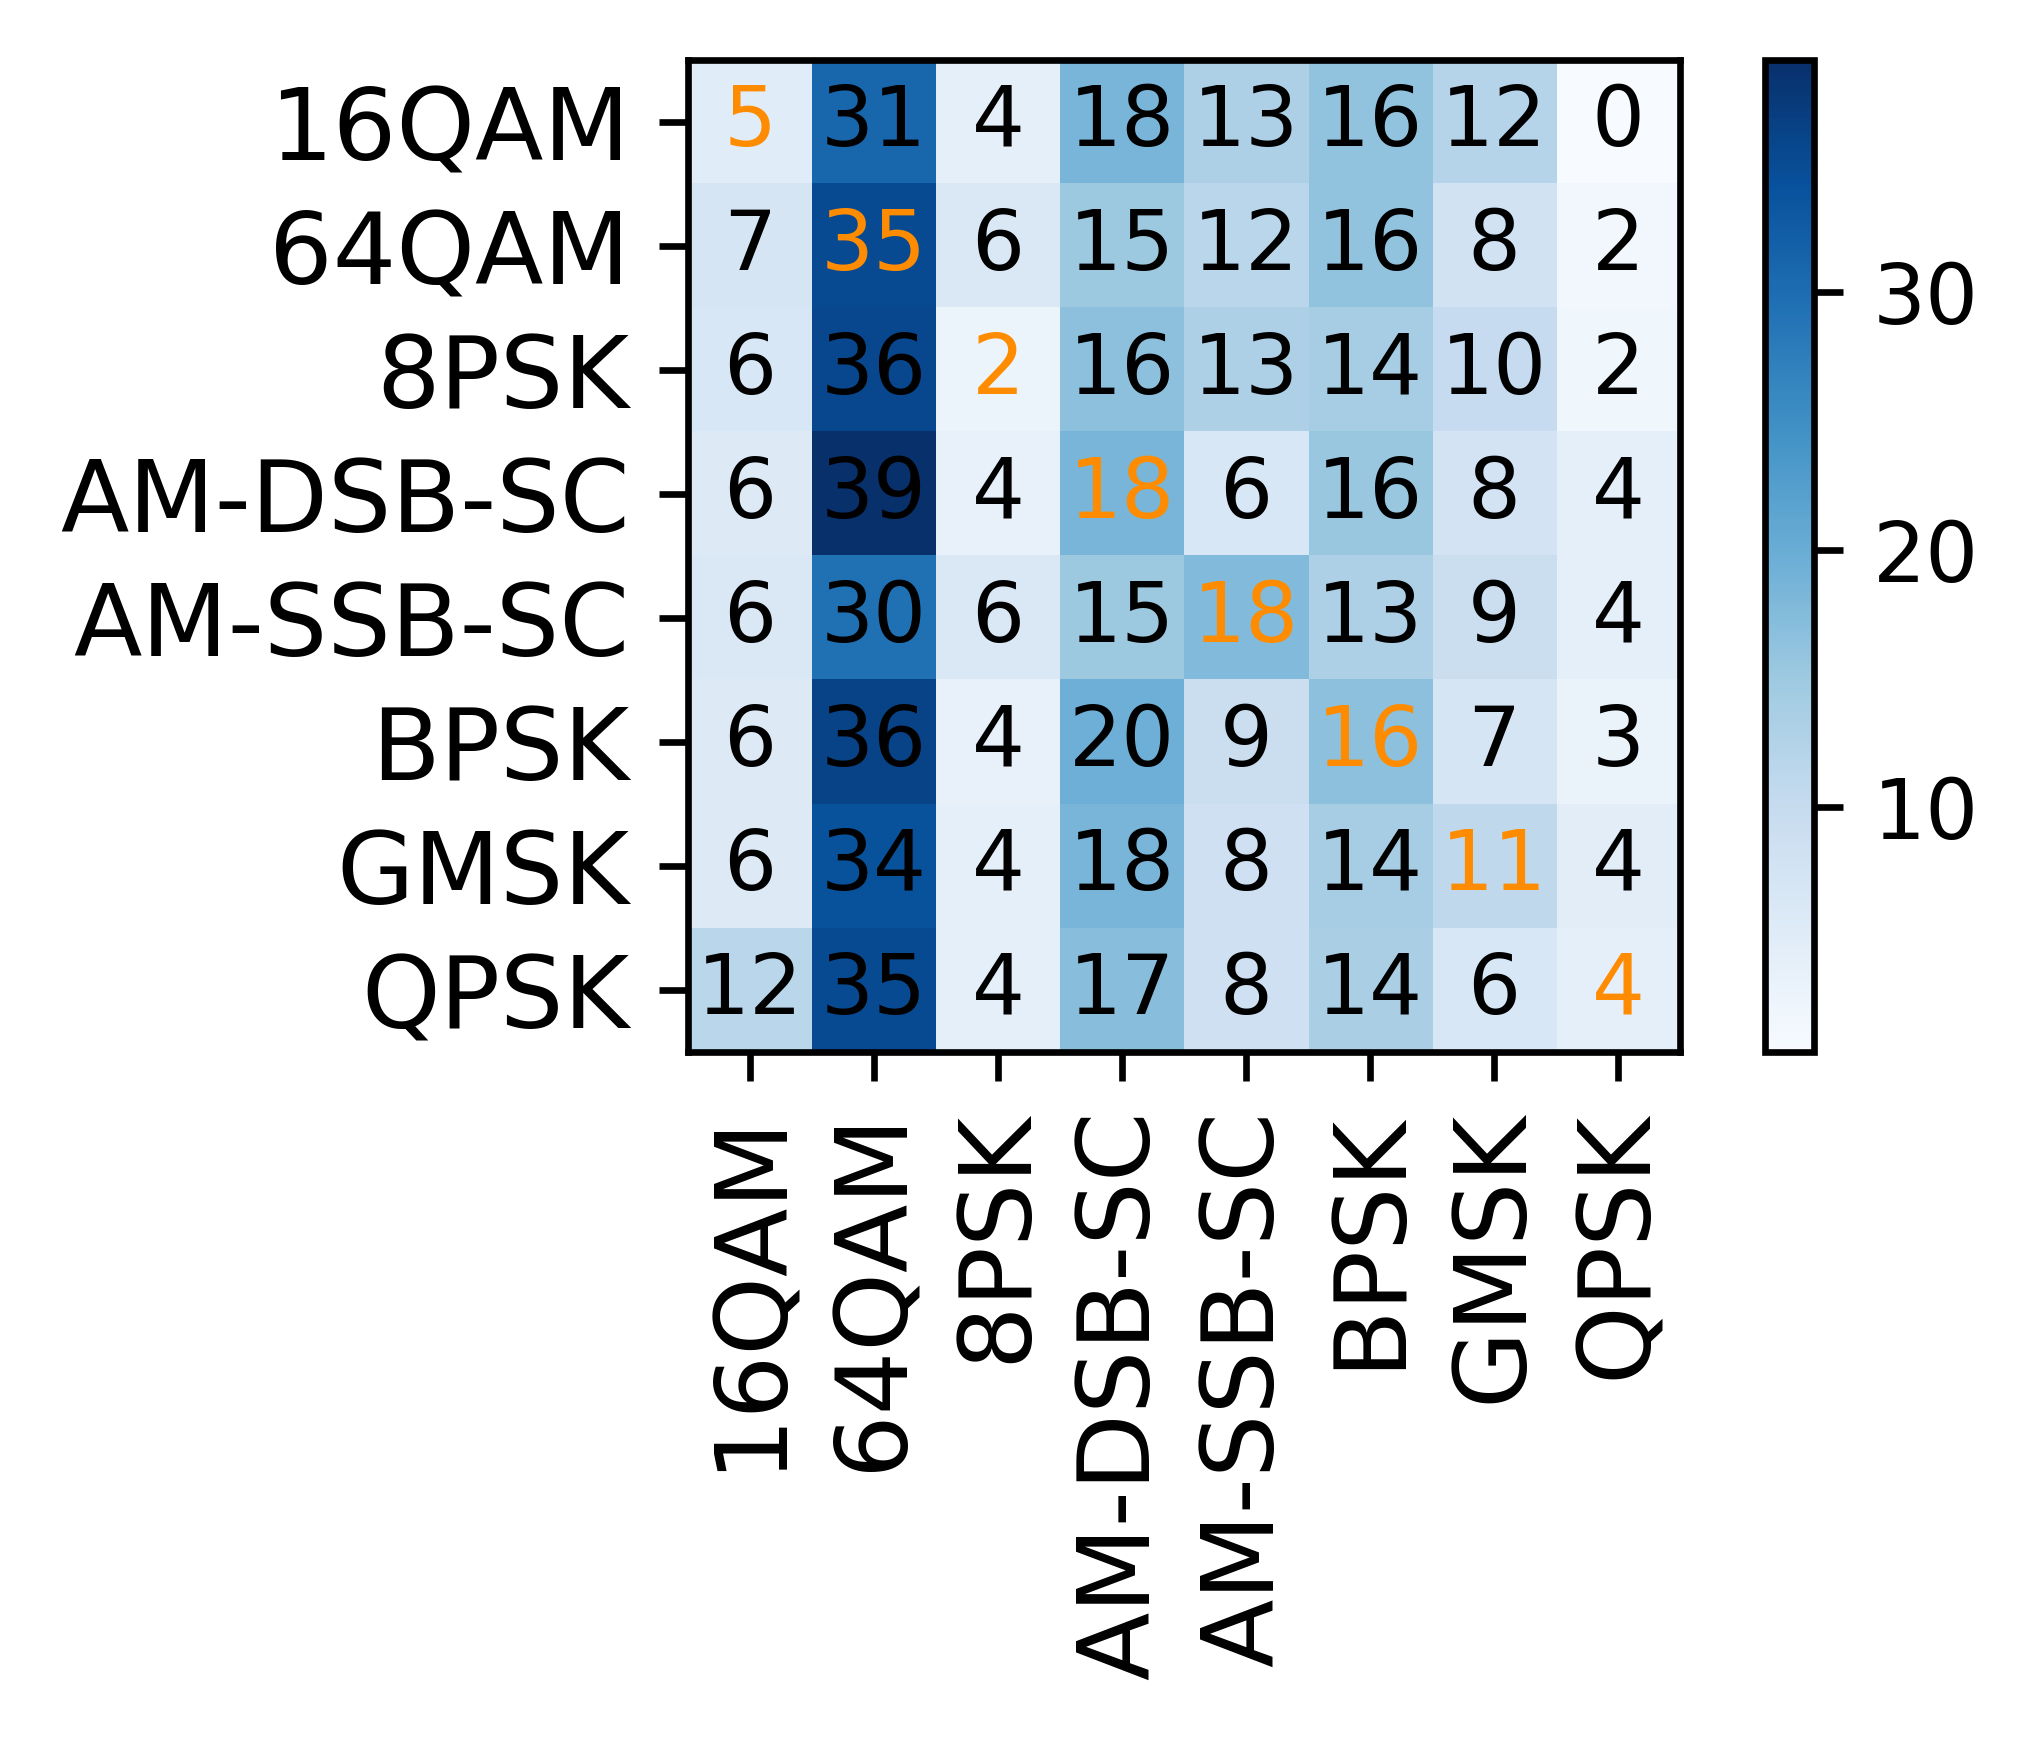 16QAM 5 31 4 18 13 16 12 0
64QAM 7 35 6 15 12 16 8 2
8PSK 6 36 2 16 13 14 10 2
AM-DSB-SC 6 39 4 18 6 16 8 4
AM-SSB-SC 6 30 6 15 18 13 9 4
BPSK 6 36 4 20 9 16 7 3
GMSK 6 34 4 18 8 14 11 4
QPSK 12 35 4 17 8 14 6 4
16QAM
64QAM
8PSK
AM-DSB-SC
AM-SSB-SC
BPSK
GMSK
QPSK
30
20
10